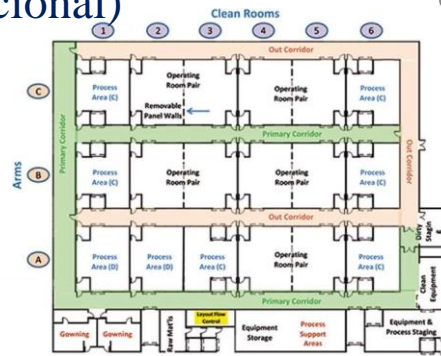 cional)
Clean Rooms
1 2 3 4 5 6
Out Corridor
C
Process
Area (C)
Operating
Room Pair
Removable
Panel Walls
Operating
Room Pair
Process
Area (C)
Primary Corridor
Primary Corridor
Out Corridor
Arms
B
Process
Area (C)
Operating
Room Pair
Operating
Room Pair
Process
Area (C)
Out Corridor
A
Process
Area (D)
Process
Area (D)
Process
Area (C)
Operating
Room Pair
Process
Area (C)
Dirty
Stagin
Clean
Equipment
Primary Corridor
Gowning
Gowning
Raw Mat'ls
Layout Flow
Control
Equipment
Storage
Process
Support
Areas
Equipment &
Process Staging